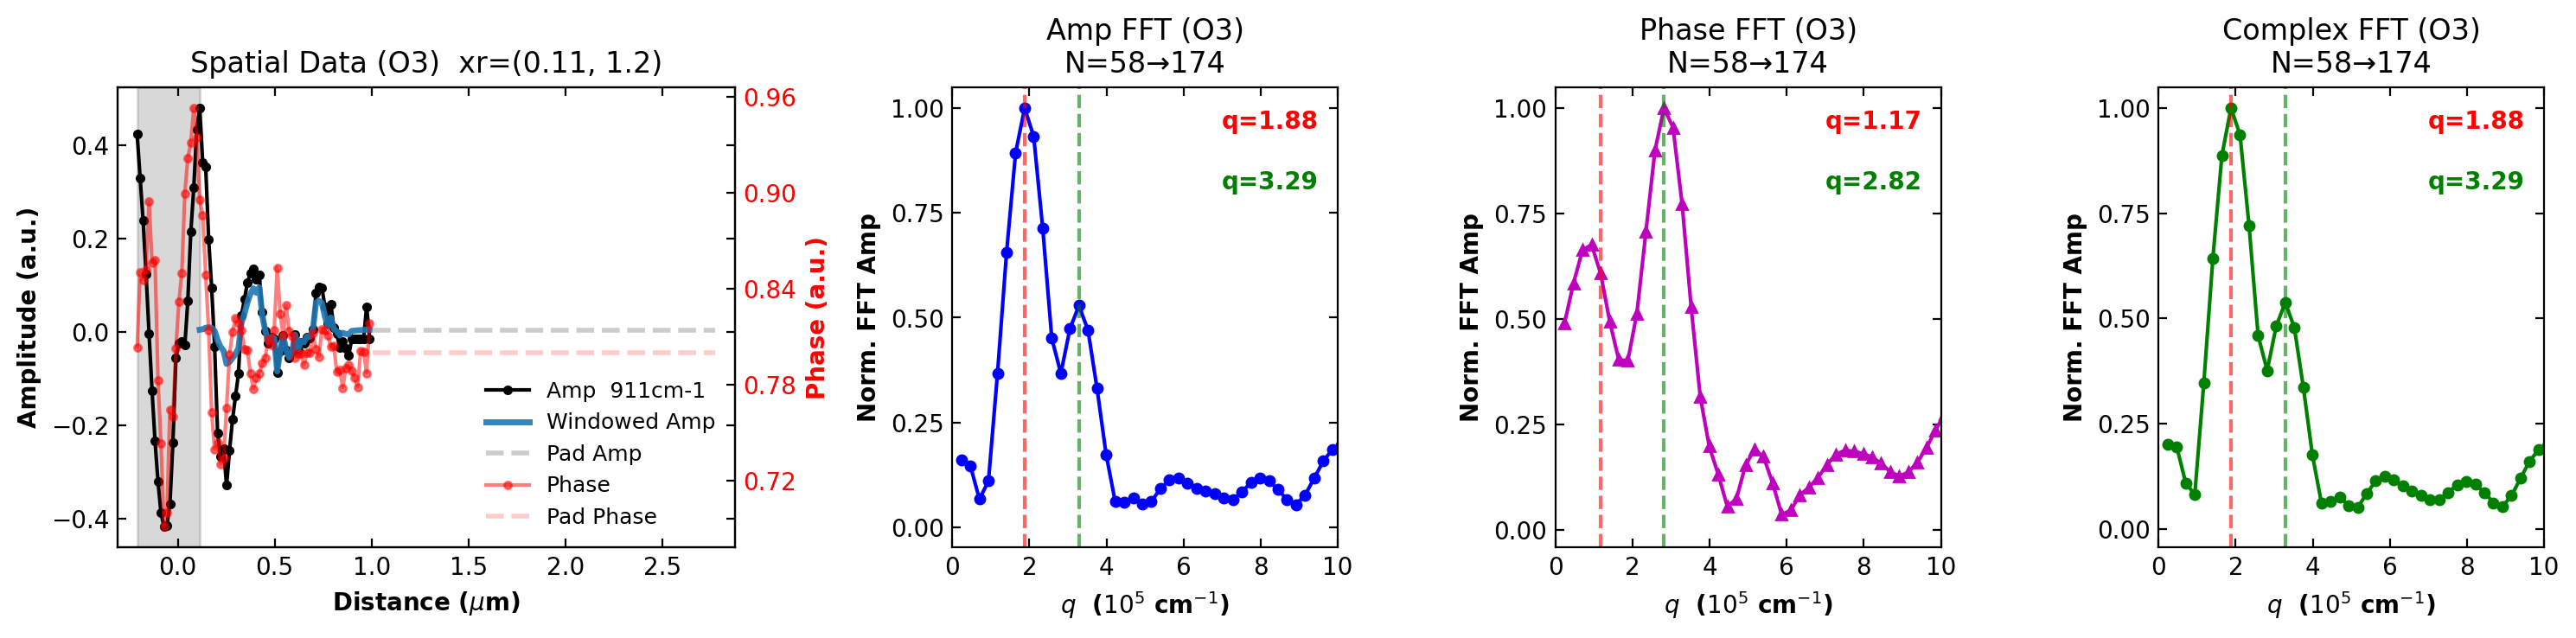 Spatial Data (O3)  xr=(0.11, 1.2)
Amplitude (a.u.)
0.4
0.2
0.0
−0.2
−0.4
0.0 0.5 1.0 1.5 2.0 2.5
Distance (μm)
0.96
0.90
0.84
0.78
0.72
Phase (a.u.)
Amp  911cm-1
Windowed Amp
Pad Amp
Phase
Pad Phase
Amp FFT (O3)
N=58→174
Norm. FFT Amp
1.00
0.75
0.50
0.25
0.00
q=1.88
q=3.29
0 2 4 6 8 10
q (10⁵ cm⁻¹)
Phase FFT (O3)
N=58→174
Norm. FFT Amp
1.00
0.75
0.50
0.25
0.00
q=1.17
q=2.82
0 2 4 6 8 10
q (10⁵ cm⁻¹)
Complex FFT (O3)
N=58→174
Norm. FFT Amp
1.00
0.75
0.50
0.25
0.00
q=1.88
q=3.29
0 2 4 6 8 10
q (10⁵ cm⁻¹)